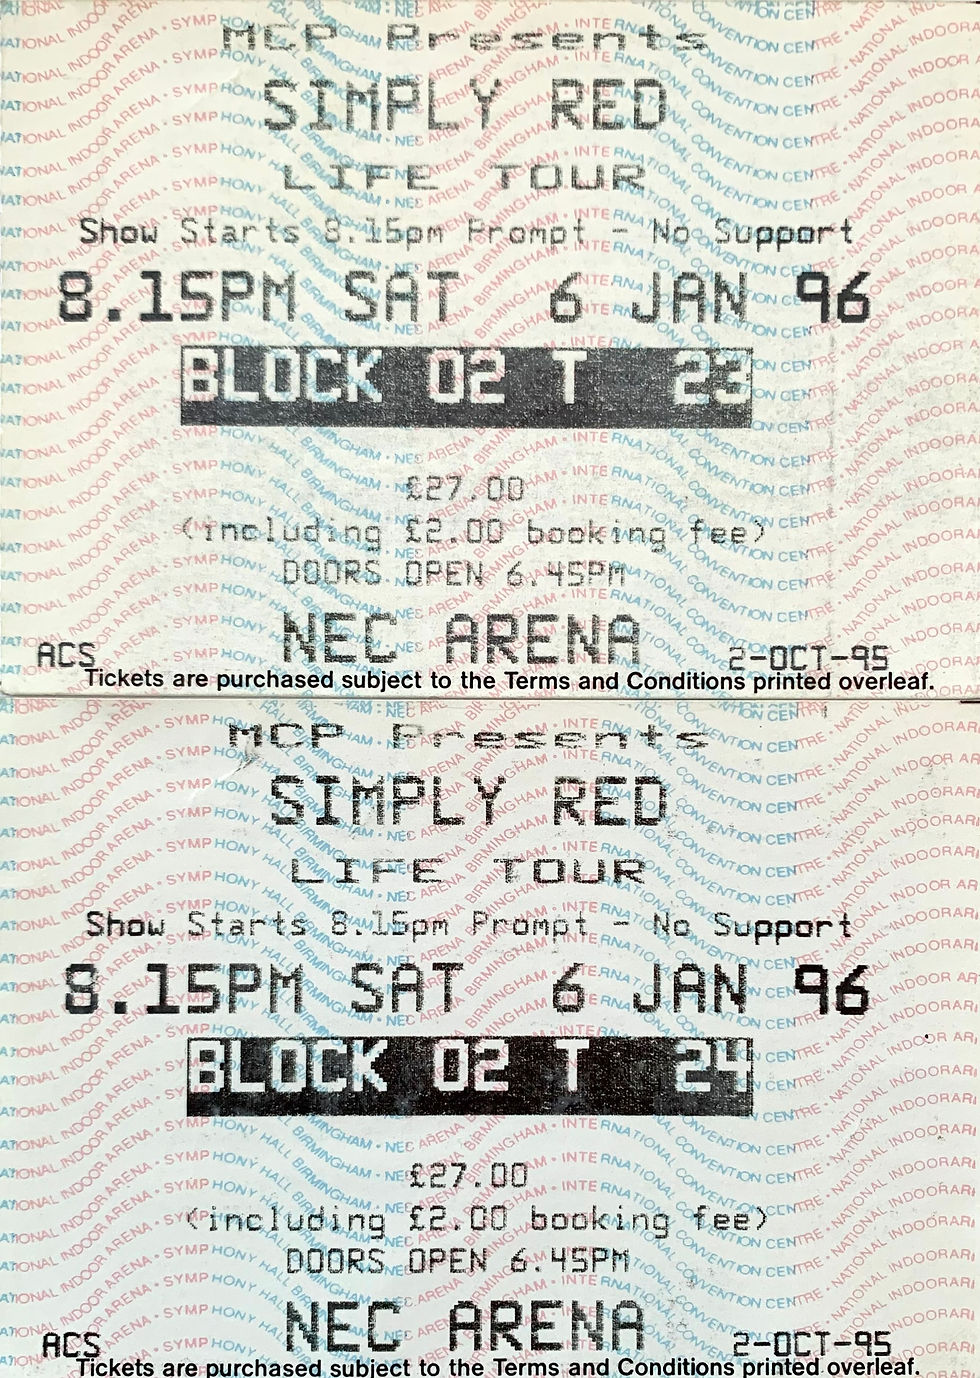 MCP Presents
SIMPLY RED
LIFE TOUR
Show Starts 8.15pm Prompt - No Support
8.15PM SAT 6 JAN 96
BLOCK 02 T 23
£27.00
(including £2.00 booking fee)
DOORS OPEN 6.45PM
NEC ARENA
ACS 2-OCT-95
Tickets are purchased subject to the Terms and Conditions printed overleaf.
MCP Presents
SIMPLY RED
LIFE TOUR
Show Starts 8.15pm Prompt - No Support
8.15PM SAT 6 JAN 96
BLOCK 02 T 24
£27.00
(including £2.00 booking fee)
DOORS OPEN 6.45PM
NEC ARENA
ACS 2-OCT-95
Tickets are purchased subject to the Terms and Conditions printed overleaf.